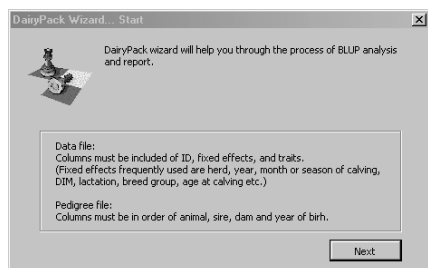 DairyPack Wizard... Start
DairyPack wizard will help you through the process of BLUP analysis
and report.
Data file:
Columns must be included of ID, fixed effects, and traits.
(Fixed effects frequently used are herd, year, month or season of calving,
DIM, lactation, breed group, age at calving etc.)
Pedigree file:
Columns must be in order of animal, sire, dam and year of birh.
Next